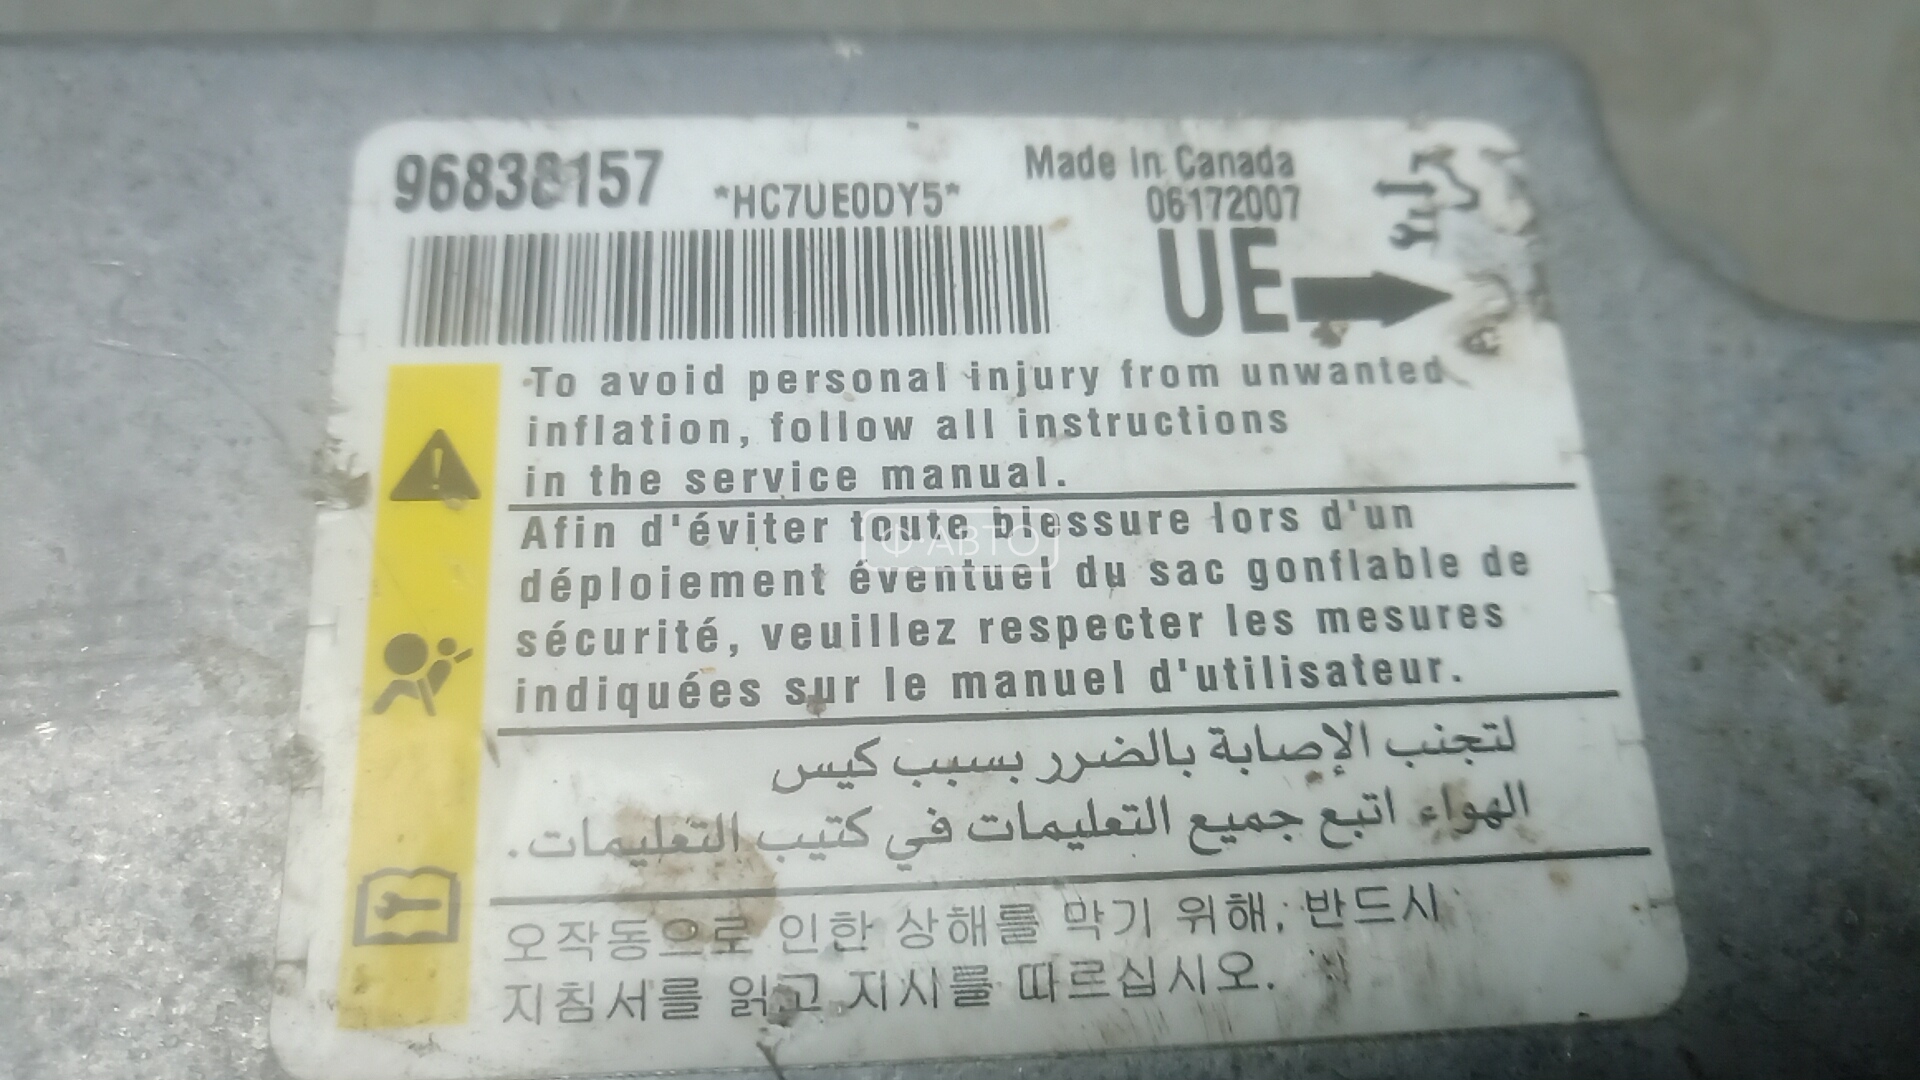 96838157
*HC7UE0DY5*
Made In Canada
06172007
UE
To avoid personal injury from unwanted
inflation, follow all instructions
in the service manual.
Afin d'éviter toute blessure lors d'un
déploiement éventuel du sac gonflable de
sécurité, veuillez respecter les mesures
indiquées sur le manuel d'utilisateur.
Ф-АВТО
لتجنب الإصابة بالضرر بسبب كيس
الهواء اتبع جميع التعليمات في كتيب التعليمات.
오작동으로 인한 상해를 막기 위해, 반드시
지침서를 읽고 지시를 따르십시오.